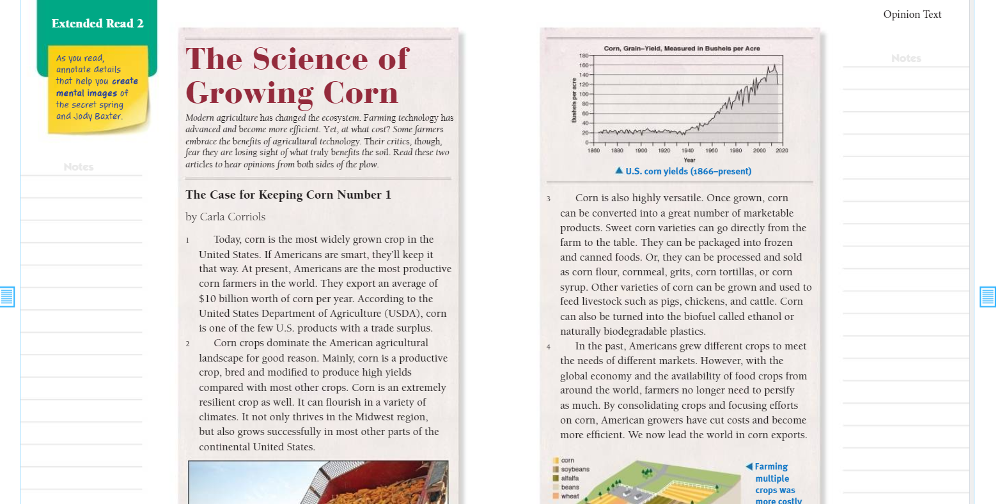 Extended Read 2
As you read,
annotate details
that help you create
mental images of
the secret spring
and Jody Baxter.
Notes
The Science of
Growing Corn
Modern agriculture has changed the ecosystem. Farming technology has
advanced and become more efficient. Yet, at what cost? Some farmers
embrace the benefits of agricultural technology. Their critics, though,
fear they are losing sight of what truly benefits the soil. Read these two
articles to hear opinions from both sides of the plow.
The Case for Keeping Corn Number 1
by Carla Corriols
1 Today, corn is the most widely grown crop in the
United States. If Americans are smart, they'll keep it
that way. At present, Americans are the most productive
corn farmers in the world. They export an average of
$10 billion worth of corn per year. According to the
United States Department of Agriculture (USDA), corn
is one of the few U.S. products with a trade surplus.
2 Corn crops dominate the American agricultural
landscape for good reason. Mainly, corn is a productive
crop, bred and modified to produce high yields
compared with most other crops. Corn is an extremely
resilient crop as well. It can flourish in a variety of
climates. It not only thrives in the Midwest region,
but also grows successfully in most other parts of the
continental United States.
Opinion Text
Notes
Corn, Grain–Yield, Measured in Bushels per Acre
Bushels per acre
180
160
140
120
100
80
60
40
20
0
1860 1880 1900 1920 1940 1960 1980 2000 2020
Year
▲ U.S. corn yields (1866–present)
3 Corn is also highly versatile. Once grown, corn
can be converted into a great number of marketable
products. Sweet corn varieties can go directly from the
farm to the table. They can be packaged into frozen
and canned foods. Or, they can be processed and sold
as corn flour, cornmeal, grits, corn tortillas, or corn
syrup. Other varieties of corn can be grown and used to
feed livestock such as pigs, chickens, and cattle. Corn
can also be turned into the biofuel called ethanol or
naturally biodegradable plastics.
4 In the past, Americans grew different crops to meet
the needs of different markets. However, with the
global economy and the availability of food crops from
around the world, farmers no longer need to persify
as much. By consolidating crops and focusing efforts
on corn, American growers have cut costs and become
more efficient. We now lead the world in corn exports.
corn
soybeans
alfalfa
beans
wheat
◀ Farming
multiple
crops was
more costly